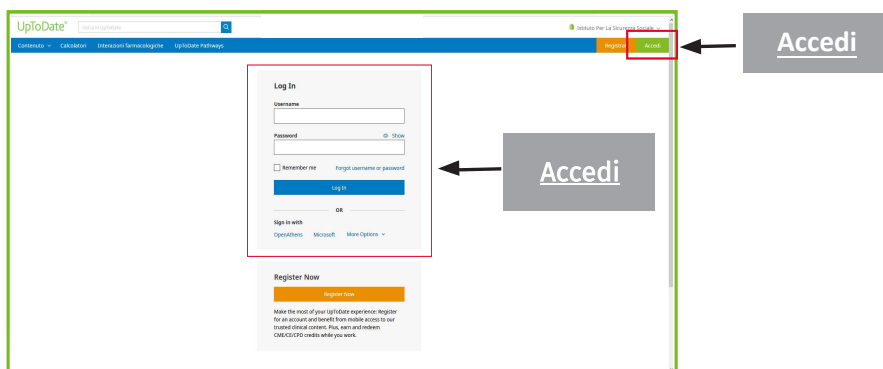 UpToDate®
Istituto Per La Sicurezza Sociale
Contenuto Calcolatori Interazioni farmacologiche UpToDate Pathways
Accedi
Accedi
Log In
Username
Password Show
Remember me Forgot username or password
Log In
OR
Sign in with
OpenAthens Microsoft More Options
Accedi
Register Now
Register Now
Make the most of your UpToDate experience: Register
for an account and benefit from mobile access to our
trusted clinical content. Plus, earn and redeem
CME/CE/CPD credits while you work.